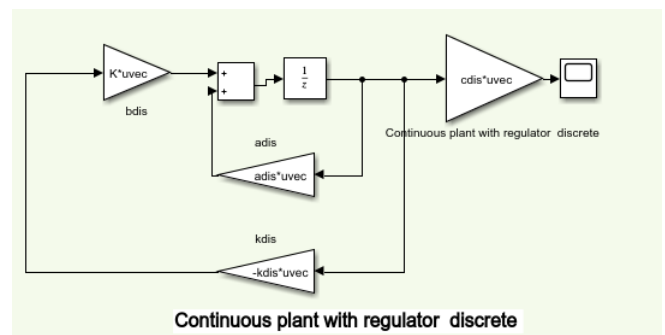 K*uvec
bdis
+
+
1
z
cdis*uvec
Continuous plant with regulator  discrete
adis
adis*uvec
kdis
-kdis*uvec
Continuous plant with regulator  discrete